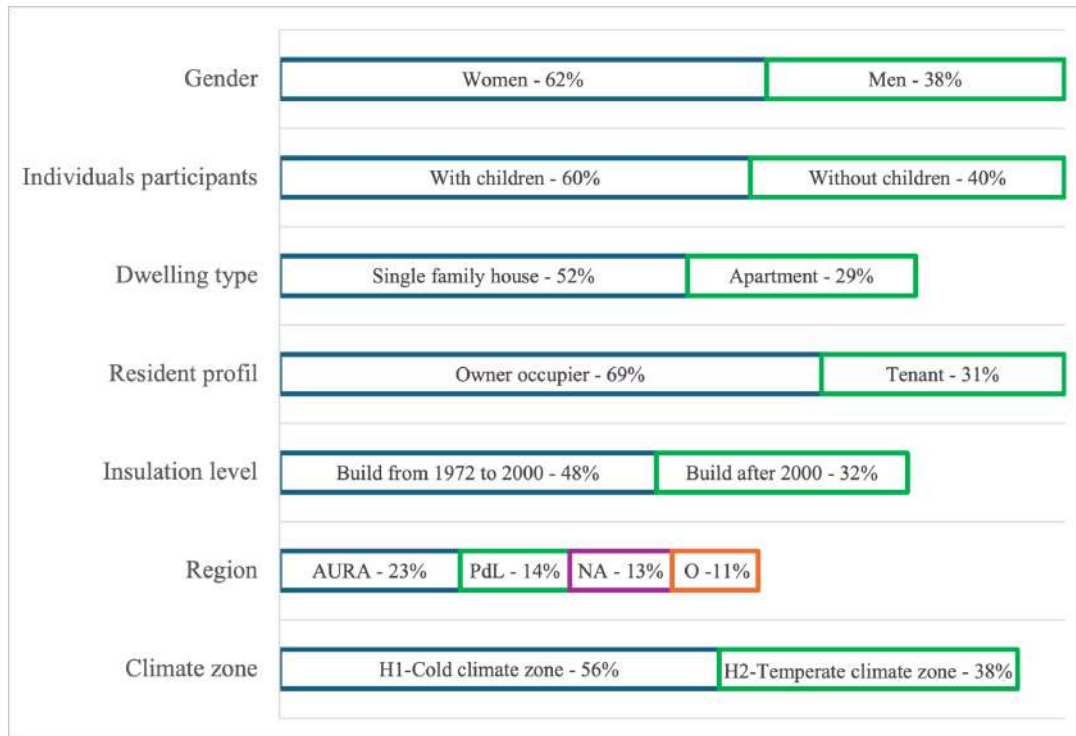 Gender
Women - 62%
Men - 38%
Individuals participants
With children - 60%
Without children - 40%
Dwelling type
Single family house - 52%
Apartment - 29%
Resident profil
Owner occupier - 69%
Tenant - 31%
Insulation level
Build from 1972 to 2000 - 48%
Build after 2000 - 32%
Region
AURA - 23%
PdL - 14%
NA - 13%
O -11%
Climate zone
H1-Cold climate zone - 56%
H2-Temperate climate zone - 38%